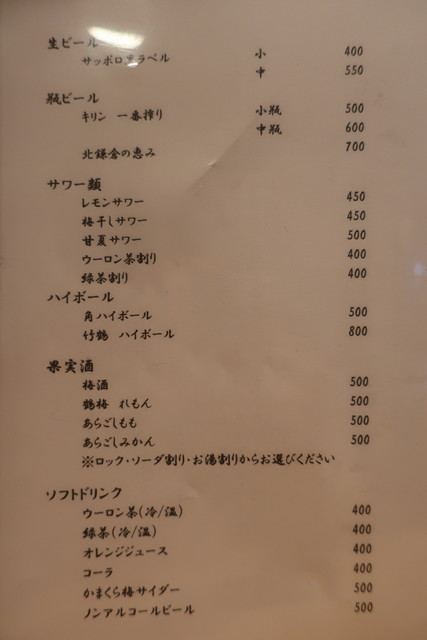 生ビール
サッポロ黒ラベル 小 400
中 550
瓶ビール
キリン 一番搾り 小瓶 500
中瓶 600
北鎌倉の恵み 700
サワー類
レモンサワー 450
梅干しサワー 450
甘夏サワー 500
ウーロン茶割り 400
緑茶割り 400
ハイボール
角ハイボール 500
竹鶴 ハイボール 800
果実酒
梅酒 500
鶴梅 れもん 500
あらごしもも 500
あらごしみかん 500
※ロック・ソーダ割り・お湯割りからお選びください
ソフトドリンク
ウーロン茶(冷/温) 400
緑茶(冷/温) 400
オレンジジュース 400
コーラ 400
かまくら梅サイダー 500
ノンアルコールビール 500